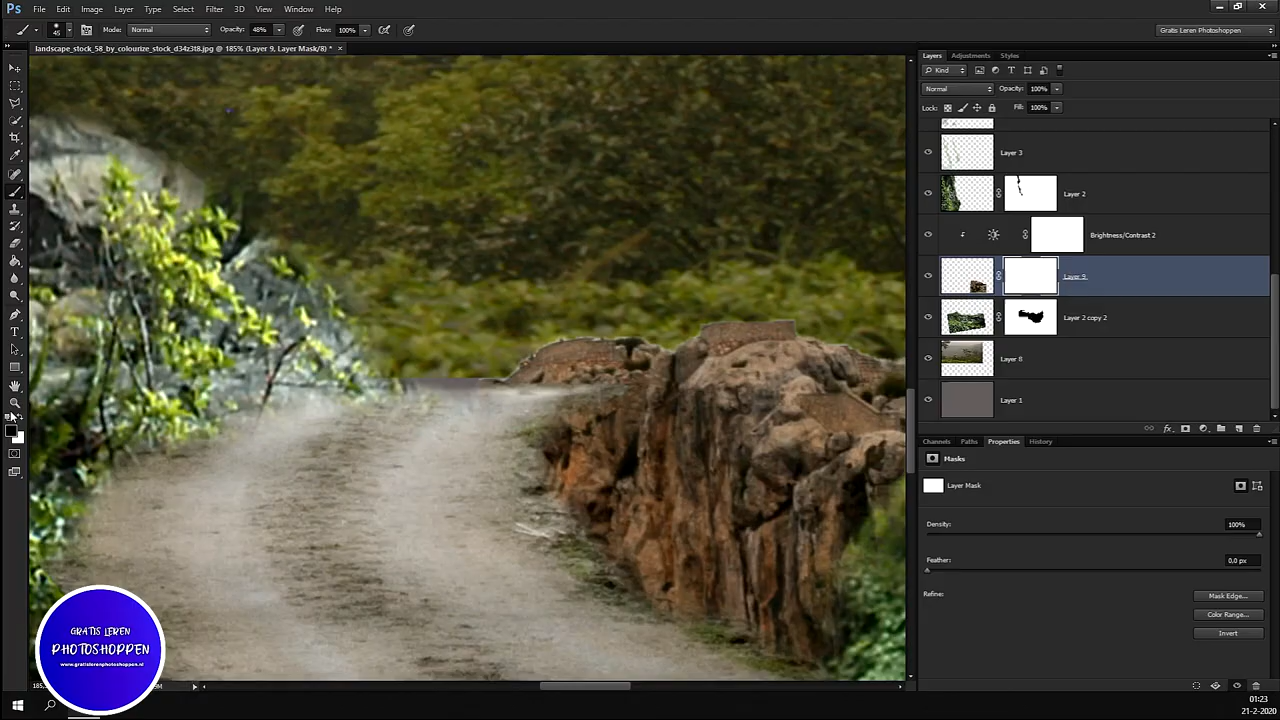 Ps File Edit Image Layer Type Select Filter 3D View Window Help
45 Mode: Normal Opacity: 48% Flow: 100% Gratis Leren Photoshoppen
landscape_stock_58_by_colourize_stock_d34z3t8.jpg @ 185% (Layer 9, Layer Mask/8) * ×
Layers Adjustments Styles
Kind
Normal Opacity: 100%
Lock: Fill: 100%
Layer 3
Layer 2
Brightness/Contrast 2
Layer 9
Layer 2 copy 2
Layer 8
Layer 1
Channels Paths Properties History
Masks
Layer Mask
Density: 100%
Feather: 0,0 px
Refine: Mask Edge...
Color Range...
Invert
GRATIS LEREN
PHOTOSHOPPEN
www.gratislerenphotoshoppen.nl
01:23
21-2-2020